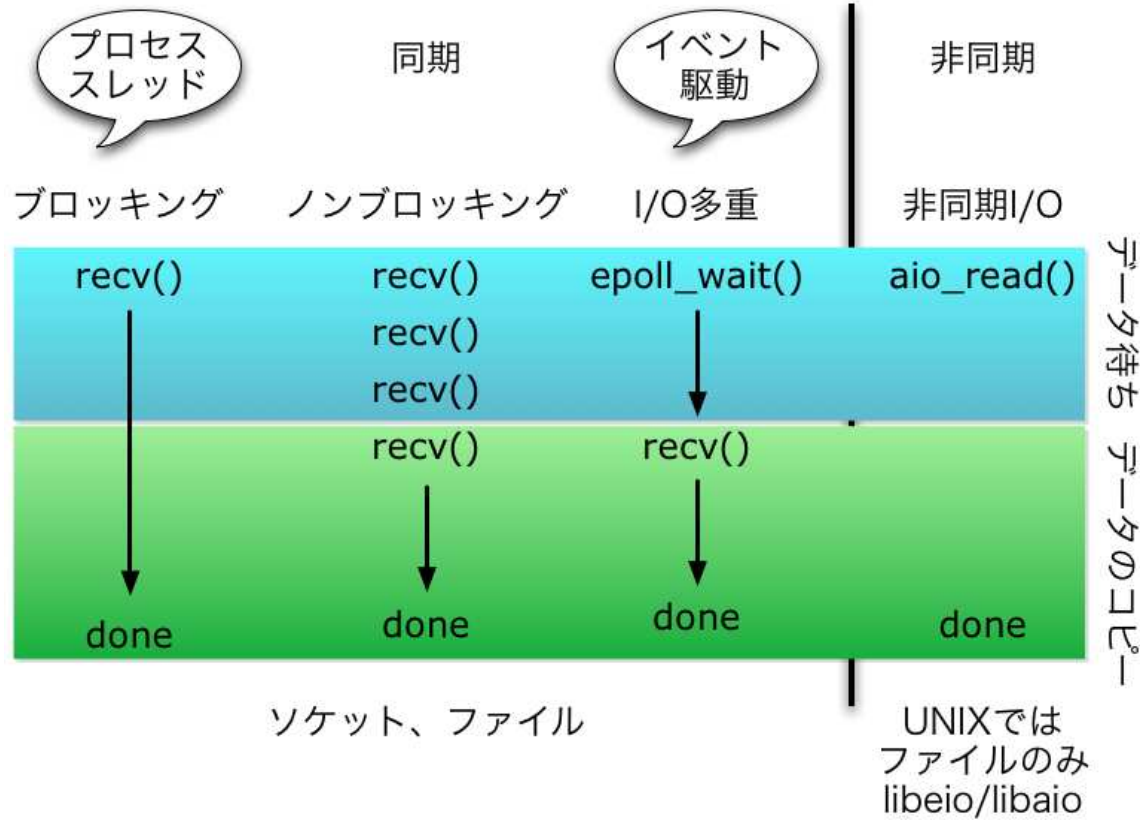 プロセス
スレッド
同期
イベント
駆動
非同期
ブロッキング
ノンブロッキング
I/O多重
非同期I/O
recv()
recv()
epoll_wait()
aio_read()
recv()
recv()
データ待ち
recv()
recv()
データのコピー
done
done
done
done
ソケット、ファイル
UNIXでは
ファイルのみ
libeio/libaio